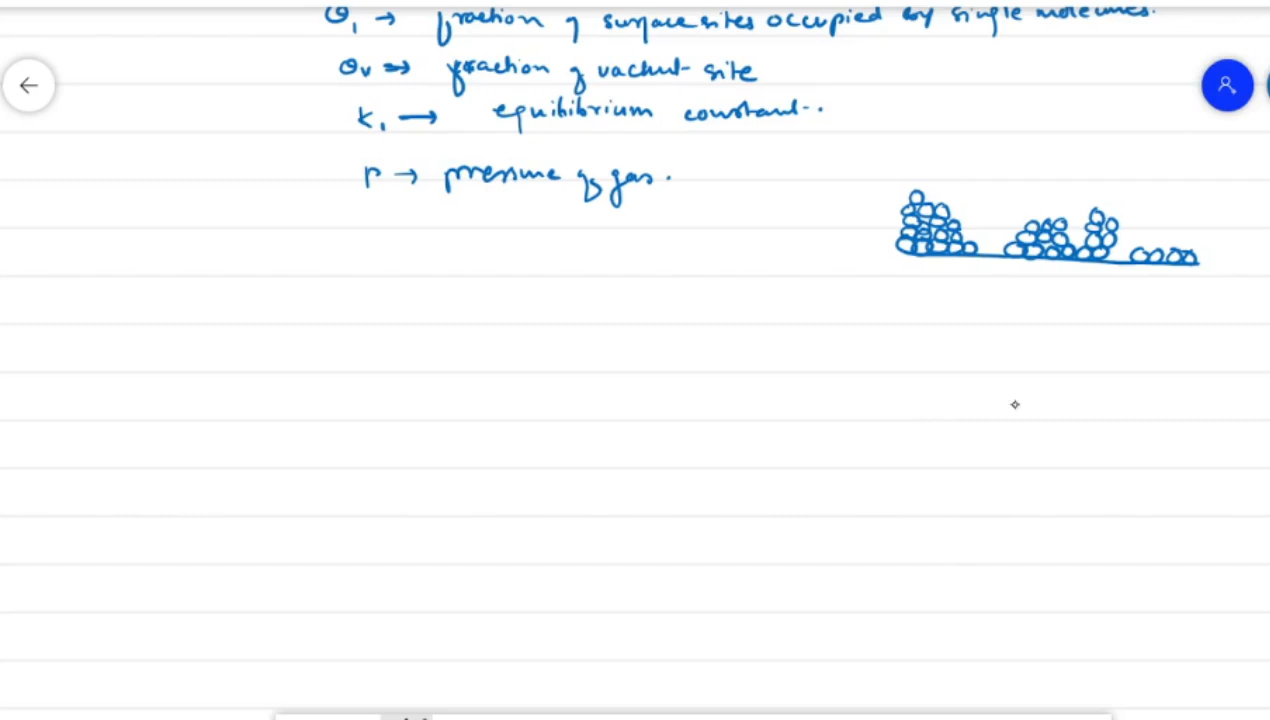 θ₁ → fraction of surface sites occupied by single molecules.
θv → fraction of vacant site
K₁ → equilibrium constant.
P → pressure of gas.